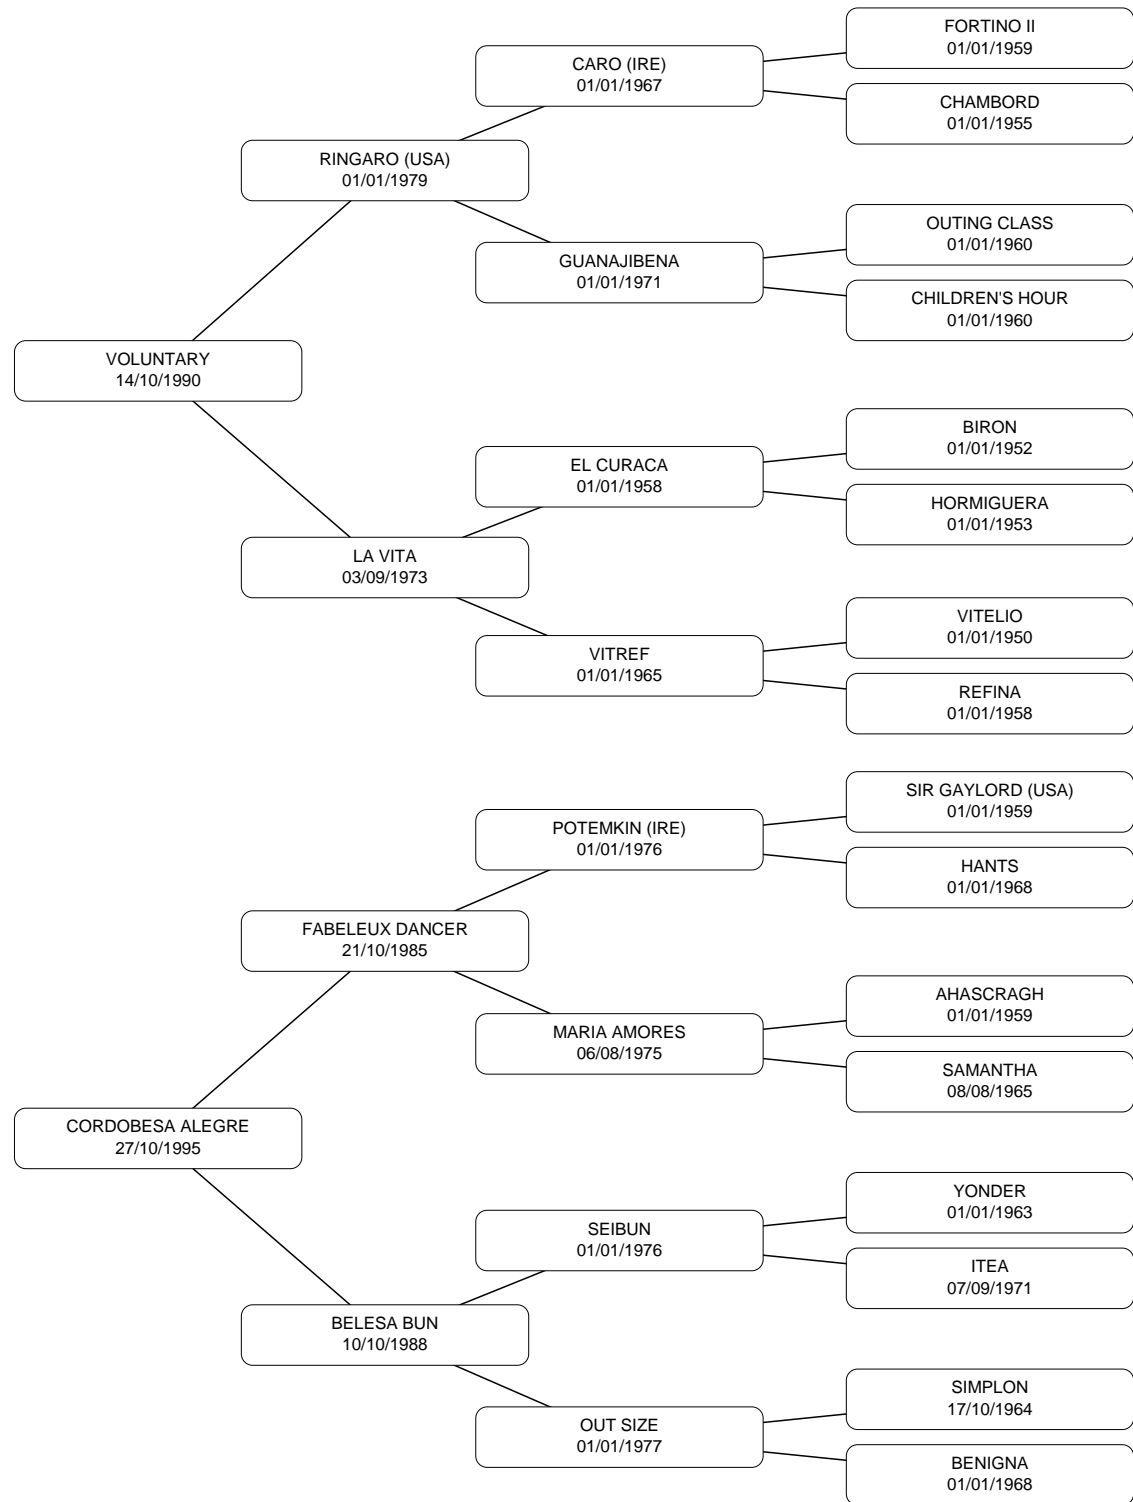 FORTINO II
01/01/1959
CARO (IRE)
01/01/1967
CHAMBORD
01/01/1955
RINGARO (USA)
01/01/1979
OUTING CLASS
01/01/1960
GUANAJIBENA
01/01/1971
CHILDREN'S HOUR
01/01/1960
VOLUNTARY
14/10/1990
BIRON
01/01/1952
EL CURACA
01/01/1958
HORMIGUERA
01/01/1953
LA VITA
03/09/1973
VITELIO
01/01/1950
VITREF
01/01/1965
REFINA
01/01/1958
SIR GAYLORD (USA)
01/01/1959
POTEMKIN (IRE)
01/01/1976
HANTS
01/01/1968
FABELEUX DANCER
21/10/1985
AHASCRAGH
01/01/1959
MARIA AMORES
06/08/1975
SAMANTHA
08/08/1965
CORDOBESA ALEGRE
27/10/1995
YONDER
01/01/1963
SEIBUN
01/01/1976
ITEA
07/09/1971
BELESA BUN
10/10/1988
SIMPLON
17/10/1964
OUT SIZE
01/01/1977
BENIGNA
01/01/1968